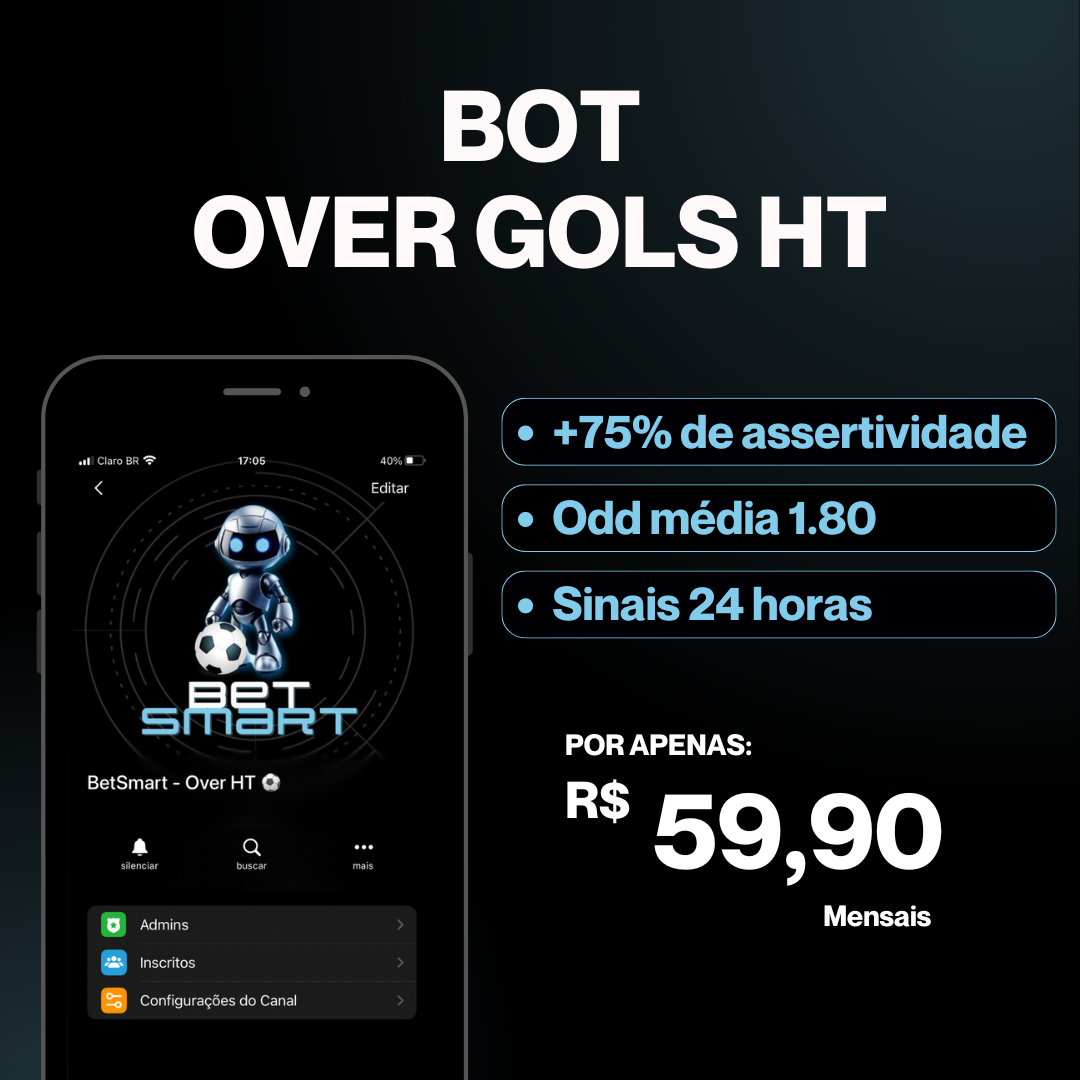 BOT
OVER GOLS HT
Claro BR
17:05
40%
Editar
BET
SMART
BetSmart - Over HT
silenciar
buscar
mais
Admins
Inscritos
Configurações do Canal
• +75% de assertividade
• Odd média 1.80
• Sinais 24 horas
POR APENAS:
R$ 59,90
Mensais